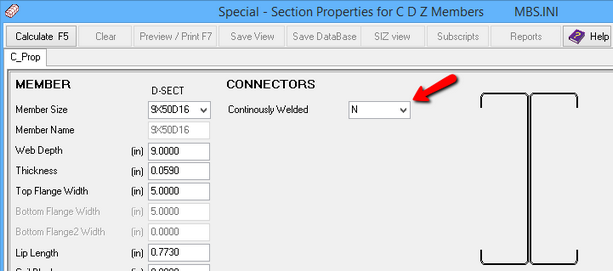 Special - Section Properties for C D Z Members MBS.INI
Calculate F5 Clear Preview / Print F7 Save View Save DataBase SIZ view Subscripts Reports Help
C_Prop
MEMBER CONNECTORS
D-SECT
Member Size 9X50D16 Continously Welded N
Member Name 9X50D16
Web Depth (in) 9.0000
Thickness (in) 0.0590
Top Flange Width (in) 5.0000
Bottom Flange Width (in) 5.0000
Bottom Flange2 Width (in) 0.0000
Lip Length (in) 0.7730